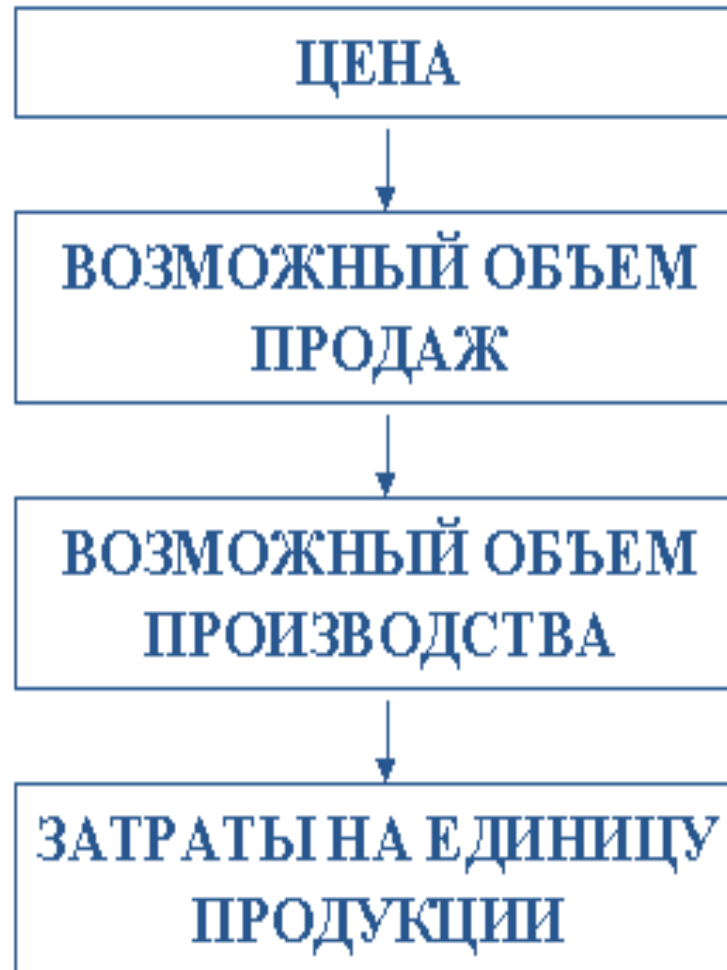 ЦЕНА
ВОЗМОЖНЫЙ ОБЪЕМ
ПРОДАЖ
ВОЗМОЖНЫЙ ОБЪЕМ
ПРОИЗВОДСТВА
ЗАТРАТЫ НА ЕДИНИЦУ
ПРОДУКЦИИ